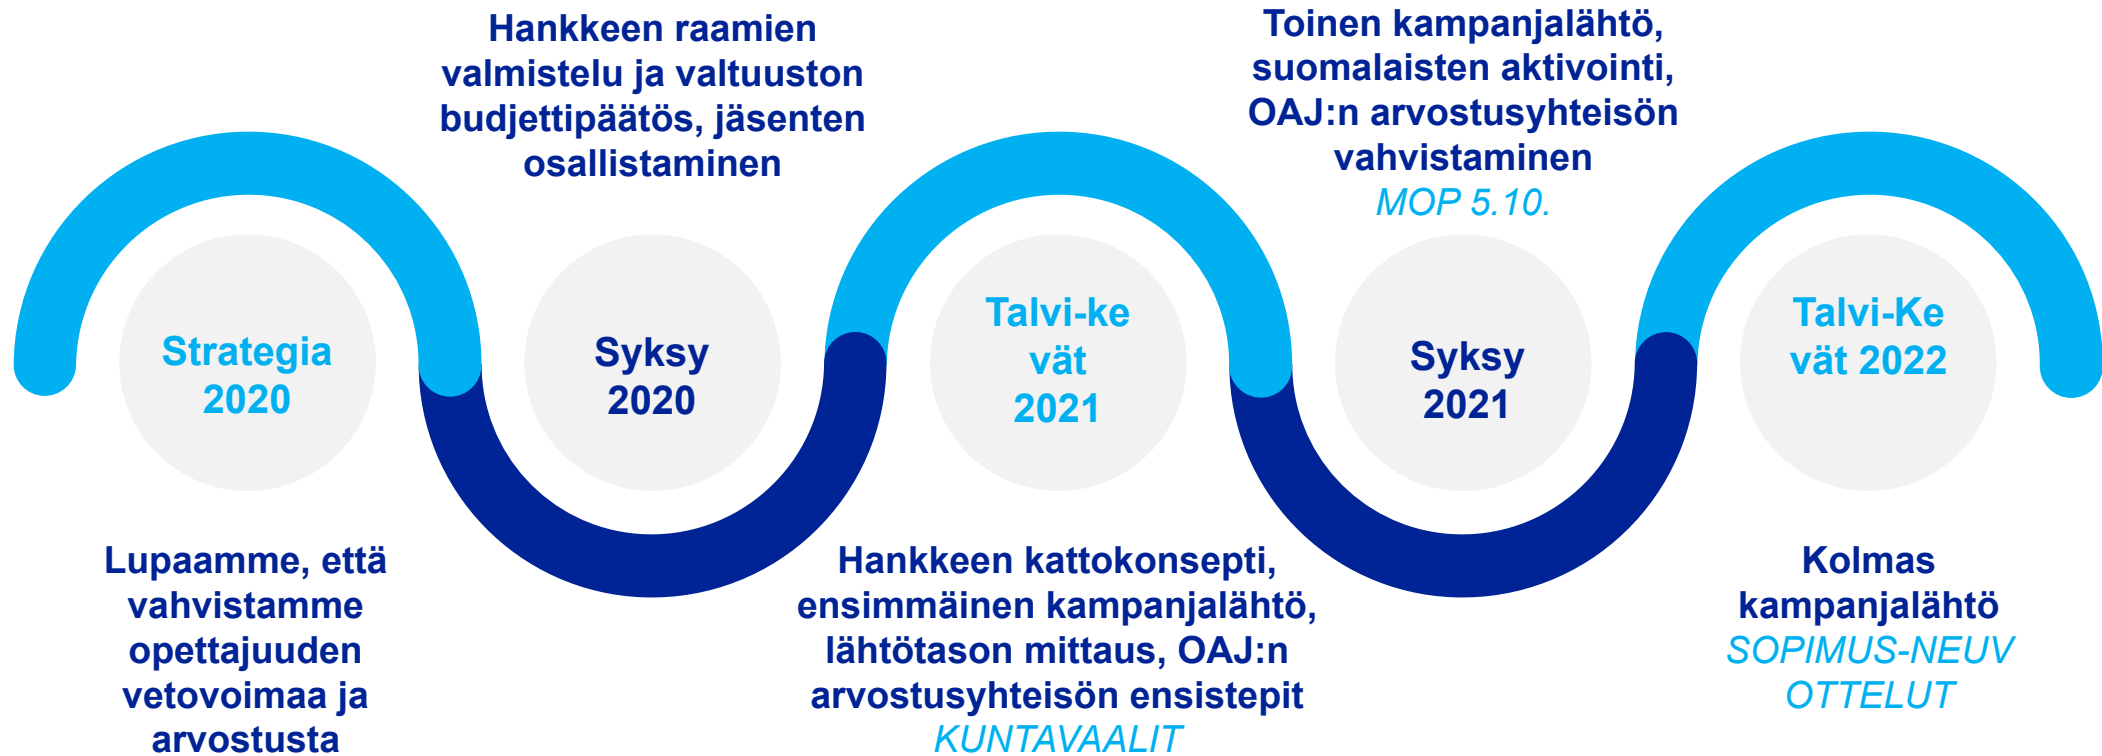 Strategia
2020
Lupaamme, että
vahvistamme
opettajuuden
vetovoimaa ja
arvostusta
Hankkeen raamien
valmistelu ja valtuuston
budjettipäätös, jäsenten
osallistaminen
Syksy
2020
Talvi-ke
vät
2021
Hankkeen kattokonsepti,
ensimmäinen kampanjalähtö,
lähtötason mittaus, OAJ:n
arvostusyhteisön ensistepit
KUNTAVAALIT
Toinen kampanjalähtö,
suomalaisten aktivointi,
OAJ:n arvostusyhteisön
vahvistaminen
MOP 5.10.
Syksy
2021
Talvi-Ke
vät 2022
Kolmas
kampanjalähtö
SOPIMUS-NEUV
OTTELUT